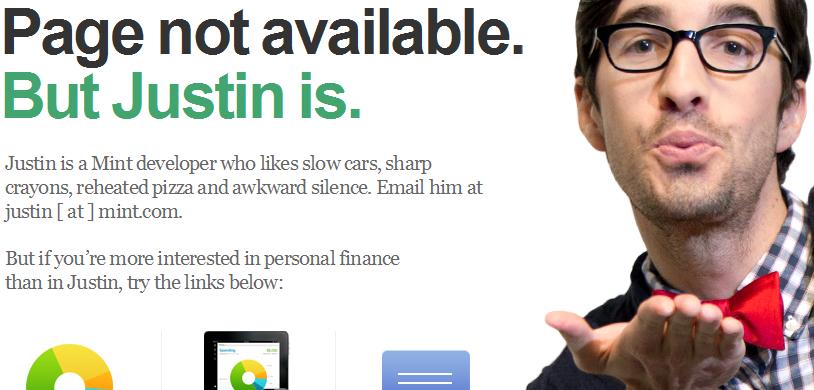 Page not available.
But Justin is.
Justin is a Mint developer who likes slow cars, sharp
crayons, reheated pizza and awkward silence. Email him at
justin [ at ] mint.com.
But if you’re more interested in personal finance
than in Justin, try the links below: